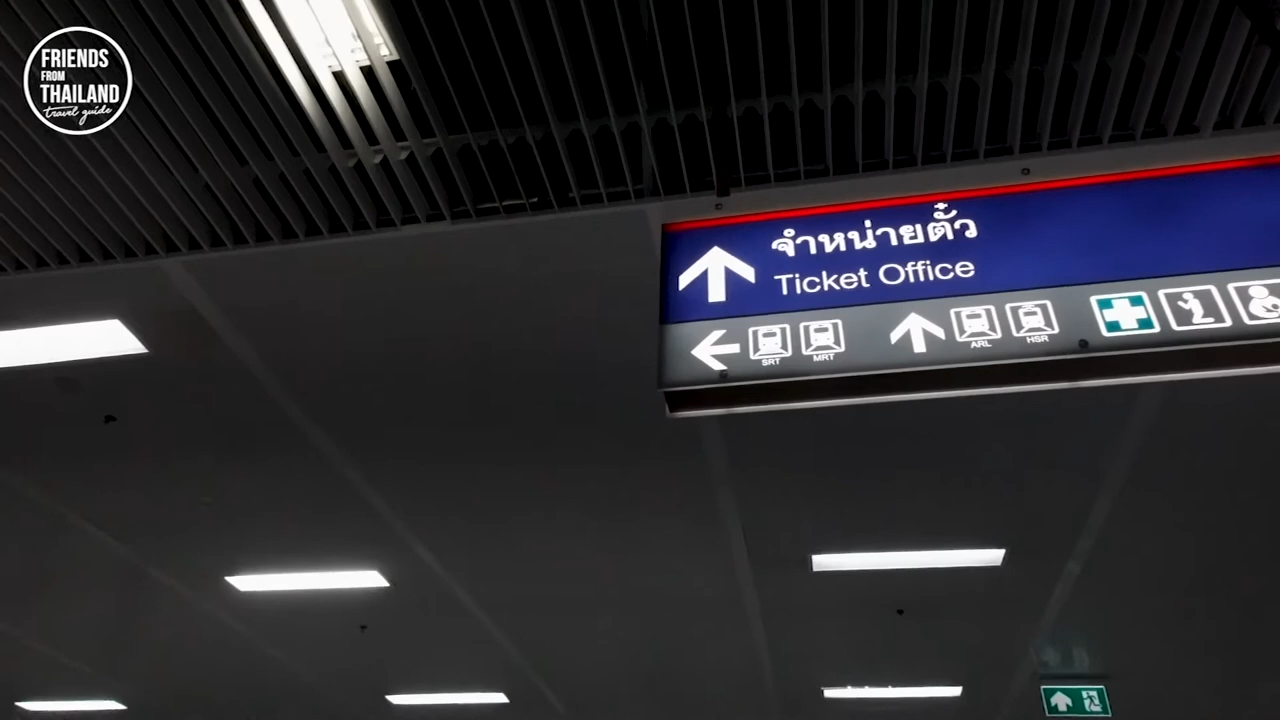 FRIENDS
FROM
THAILAND
travel guide
จำหน่ายตั๋ว
Ticket Office
SRT MRT ARL HSR